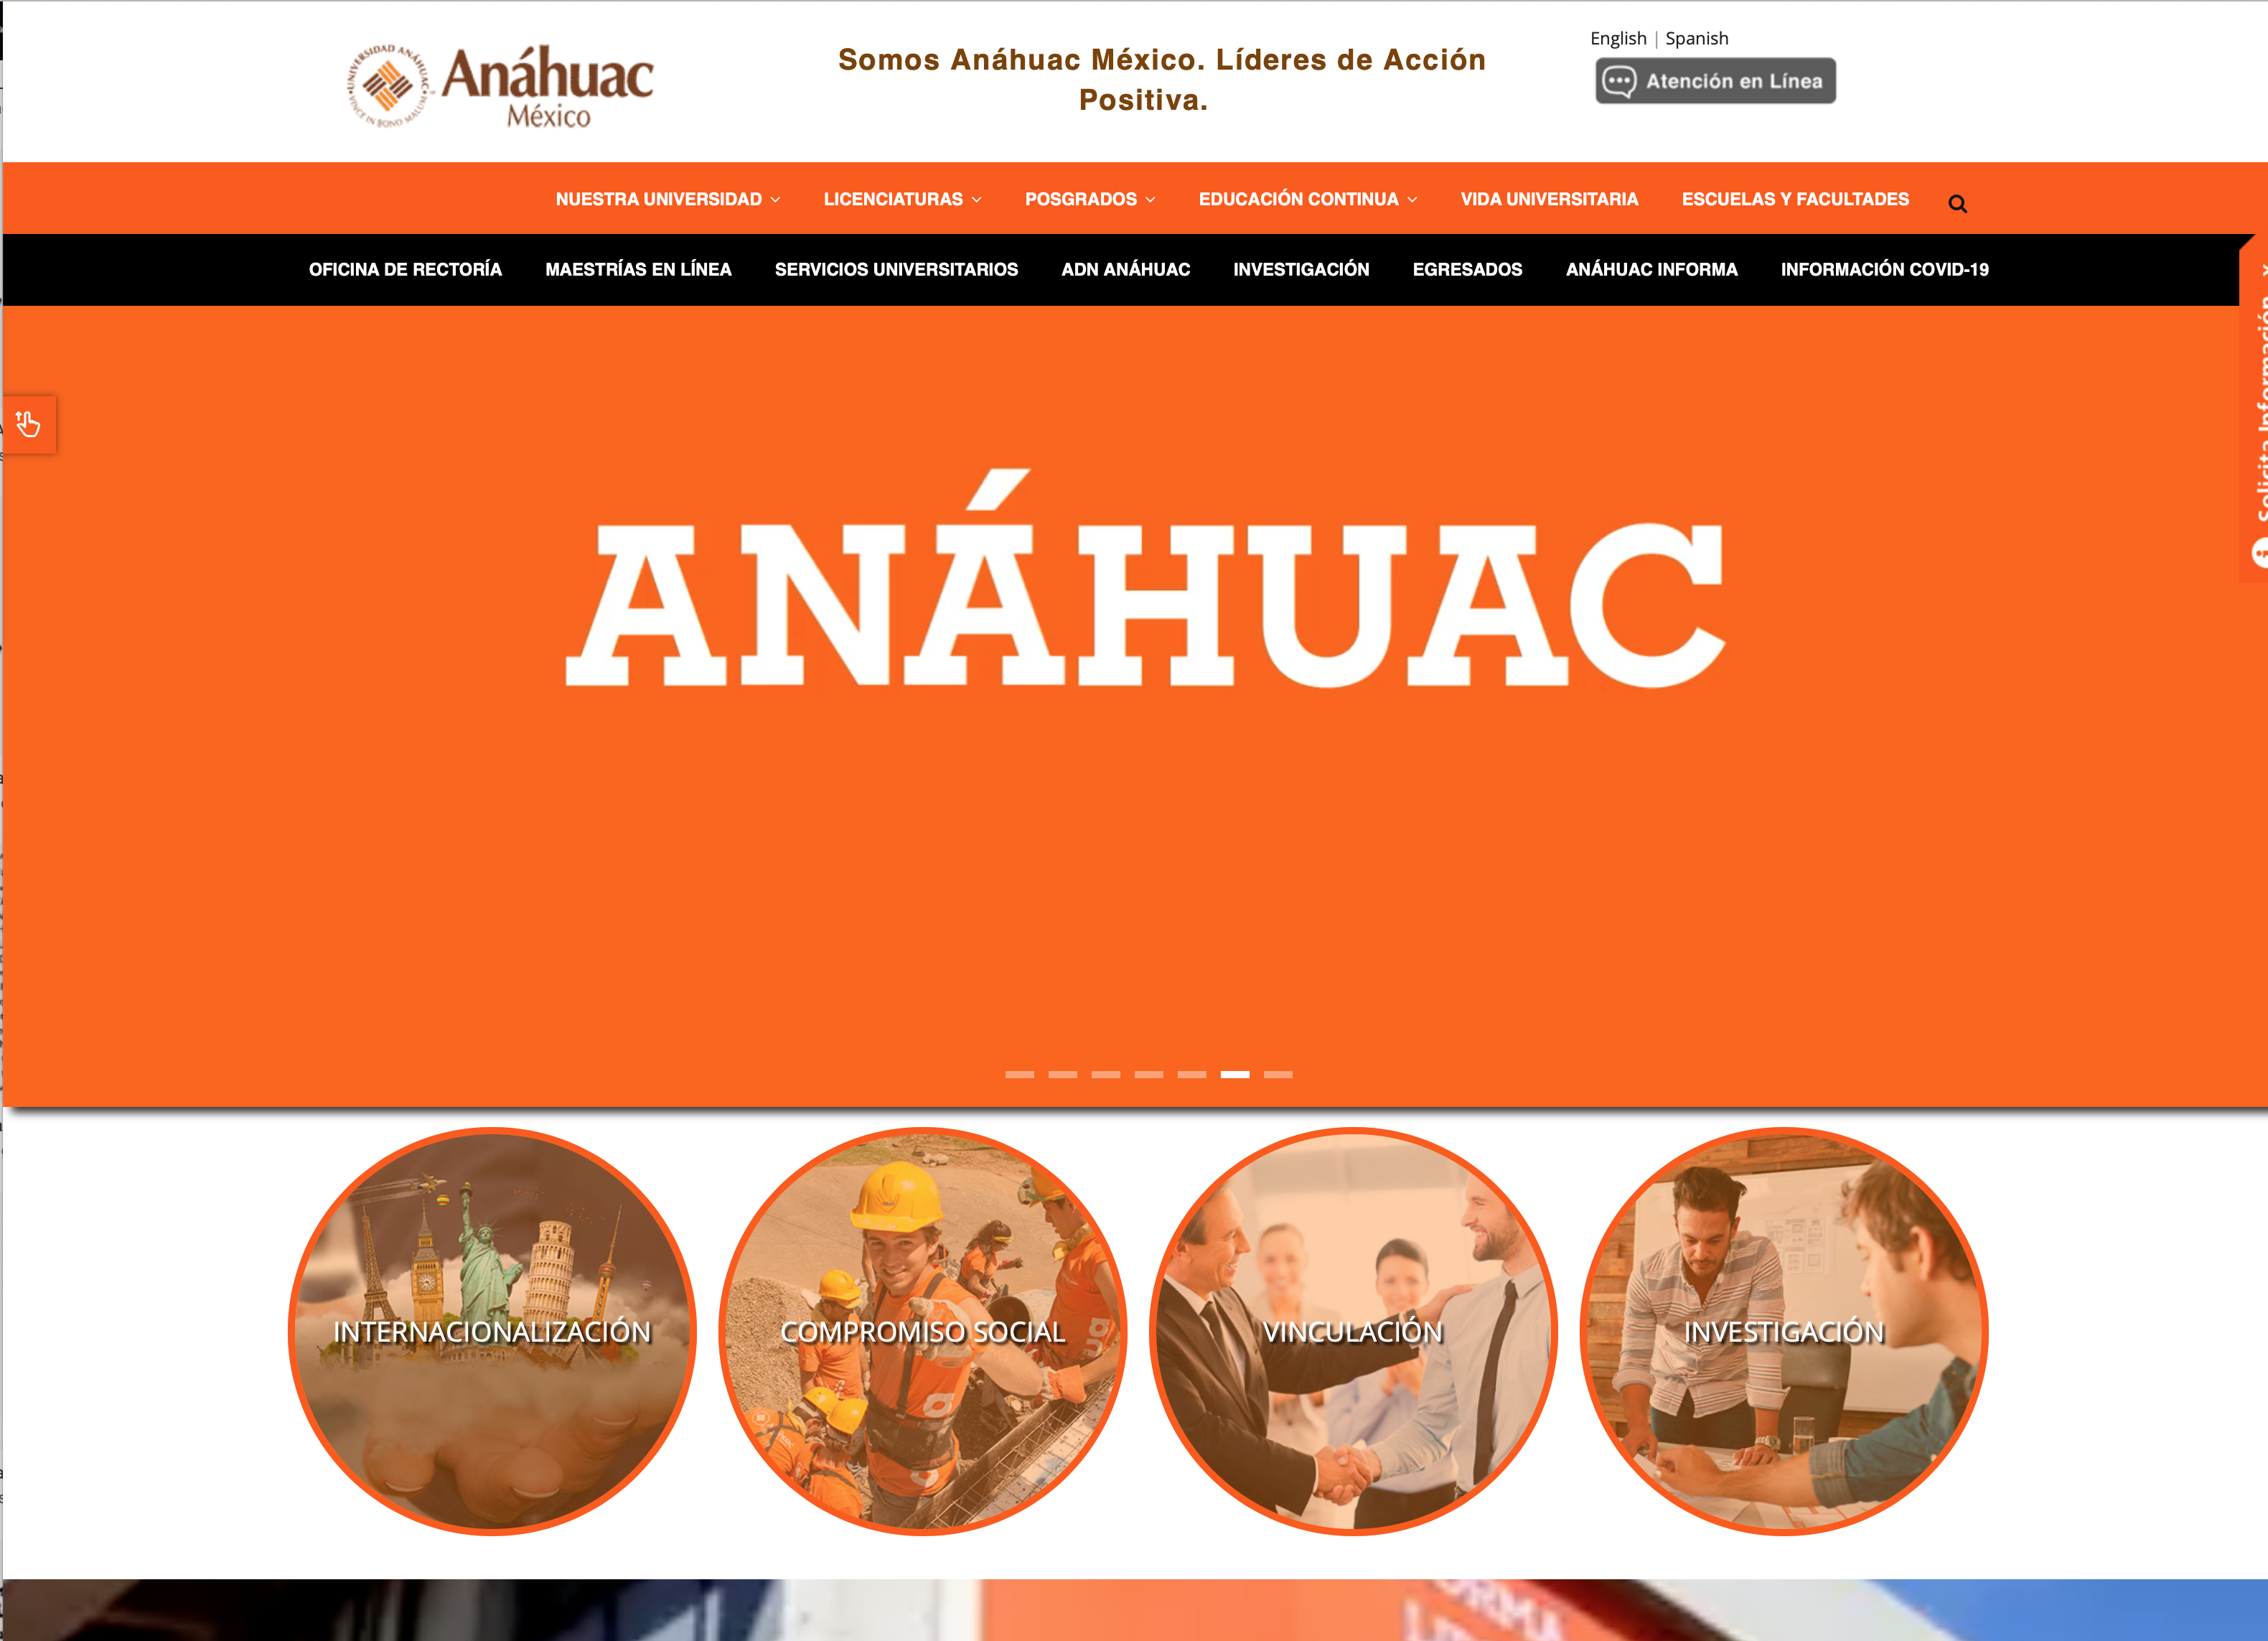 UNIVERSIDAD ANÁHUAC
VINCE IN BONO MALUM
Anáhuac
México
Somos Anáhuac México. Líderes de Acción
Positiva.
English | Spanish
Atención en Línea
NUESTRA UNIVERSIDAD LICENCIATURAS POSGRADOS EDUCACIÓN CONTINUA VIDA UNIVERSITARIA ESCUELAS Y FACULTADES
OFICINA DE RECTORÍA MAESTRÍAS EN LÍNEA SERVICIOS UNIVERSITARIOS ADN ANÁHUAC INVESTIGACIÓN EGRESADOS ANÁHUAC INFORMA INFORMACIÓN COVID-19
Solicita Información x
ANÁHUAC
INTERNACIONALIZACIÓN
COMPROMISO SOCIAL
VINCULACIÓN
INVESTIGACIÓN